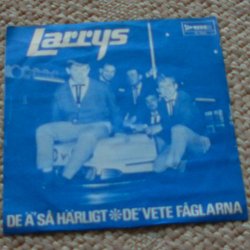 Larrys
DE Ä' SÅ HÄRLIGT * DE' VETE FÅGLARNA